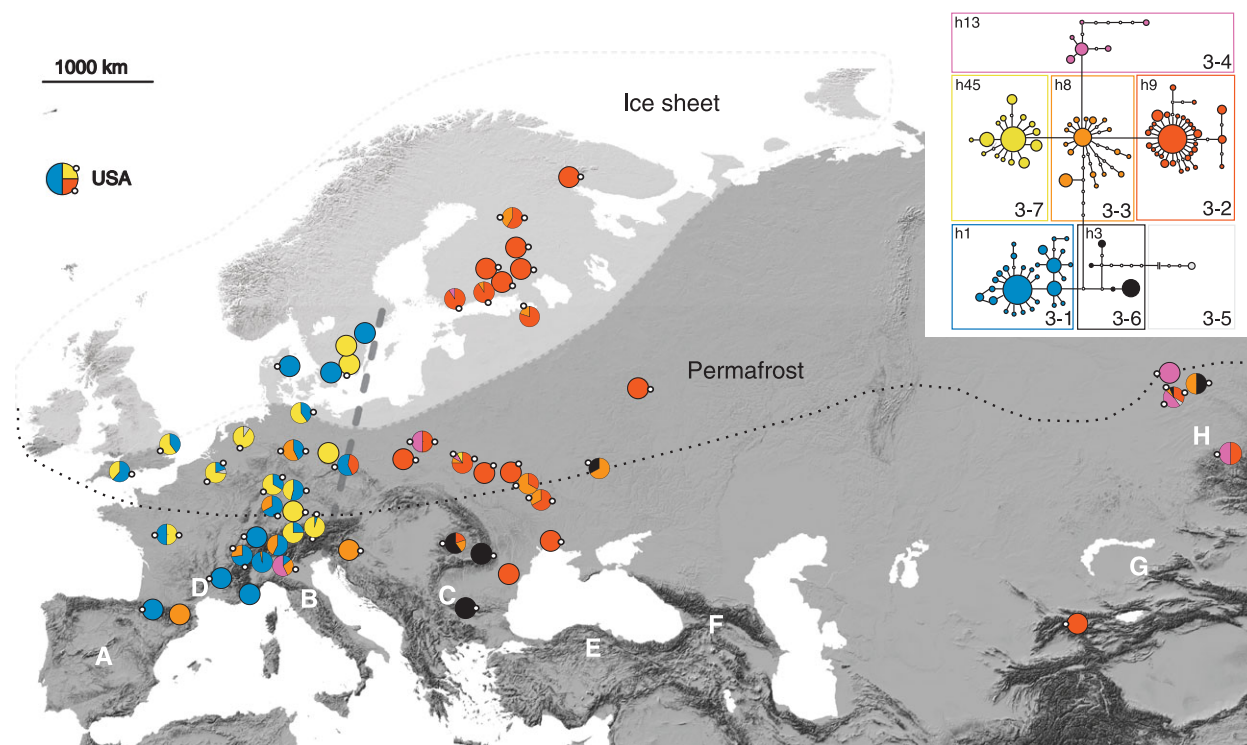 1000 km
Ice sheet
USA
Permafrost
h13
3-4
h45
h8
h9
3-7
3-3
3-2
h1
h3
3-1
3-6
3-5
A
B
C
D
E
F
G
H